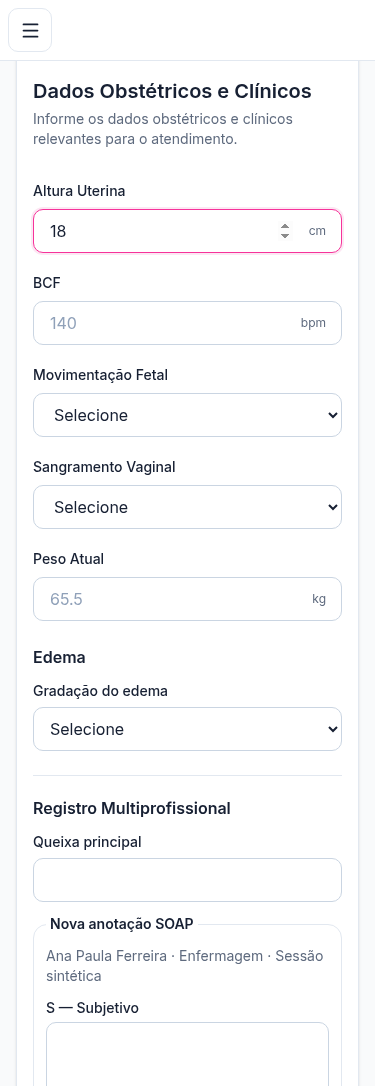 Dados Obstétricos e Clínicos
Informe os dados obstétricos e clínicos
relevantes para o atendimento.
Altura Uterina
18
cm
BCF
140
bpm
Movimentação Fetal
Selecione
Sangramento Vaginal
Selecione
Peso Atual
65.5
kg
Edema
Gradação do edema
Selecione
Registro Multiprofissional
Queixa principal
Nova anotação SOAP
Ana Paula Ferreira · Enfermagem · Sessão
sintética
S — Subjetivo